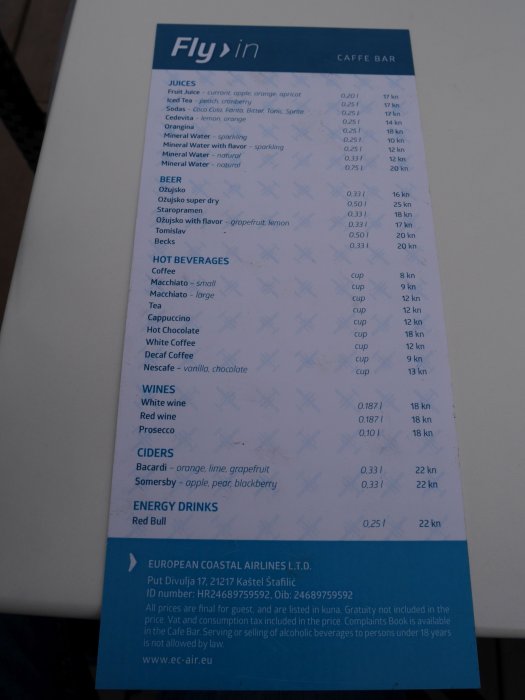 Fly›in
CAFFE BAR
JUICES
Fruit Juice - currant, apple, orange, apricot 0,20 l 17 kn
Iced Tea - peach, cranberry 0,25 l 17 kn
Sodas - Coca Cola, Fanta, Bitter, Tonic, Sprite 0,25 l 17 kn
Cedevita - lemon, orange 0,25 l 14 kn
Orangina 0,25 l 18 kn
Mineral Water - sparkling 0,25 l 10 kn
Mineral Water with flavor - sparkling 0,25 l 12 kn
Mineral Water - natural 0,33 l 12 kn
Mineral Water - natural 0,75 l 20 kn
BEER
Ožujsko 0,33 l 16 kn
Ožujsko super dry 0,50 l 25 kn
Staropramen 0,33 l 18 kn
Ožujsko with flavor - grapefruit, lemon 0,33 l 17 kn
Tomislav 0,50 l 20 kn
Becks 0,33 l 20 kn
HOT BEVERAGES
Coffee cup 8 kn
Macchiato - small cup 9 kn
Macchiato - large cup 12 kn
Tea cup 12 kn
Cappuccino cup 12 kn
Hot Chocolate cup 18 kn
White Coffee cup 12 kn
Decaf Coffee cup 9 kn
Nescafe - vanilla, chocolate cup 13 kn
WINES
White wine 0,187 l 18 kn
Red wine 0,187 l 18 kn
Prosecco 0,10 l 18 kn
CIDERS
Bacardi - orange, lime, grapefruit 0,33 l 22 kn
Somersby - apple, pear, blackberry 0,33 l 22 kn
ENERGY DRINKS
Red Bull 0,25 l 22 kn
EUROPEAN COASTAL AIRLINES L.T.D.
Put Divulja 17, 21217 Kaštel Štafilić
ID number: HR24689759592, Oib: 24689759592
All prices are final for guest, and are listed in kuna. Gratuity not included in the
price. Vat and consumption tax included in the price. Complaints Book is available
in the Cafe Bar. Serving or selling of alcoholic beverages to persons under 18 years
is not allowed by law.
www.ec-air.eu